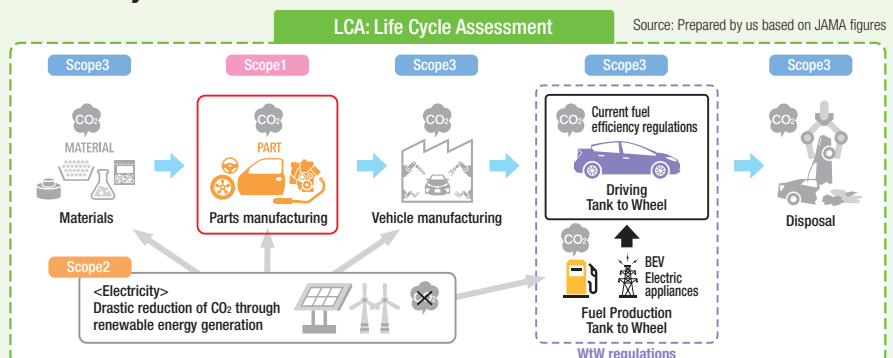 LCA: Life Cycle Assessment
Source: Prepared by us based on JAMA figures
Scope3
Scope1
Scope3
Scope3
Scope3
CO2
MATERIAL
Materials
CO2
PART
Parts manufacturing
CO2
Vehicle manufacturing
CO2
Current fuel
efficiency regulations
Driving
Tank to Wheel
CO2
Disposal
Scope2
<Electricity>
Drastic reduction of CO2 through
renewable energy generation
CO2
CO2
BEV
Electric
appliances
Fuel Production
Tank to Wheel
WtW regulations